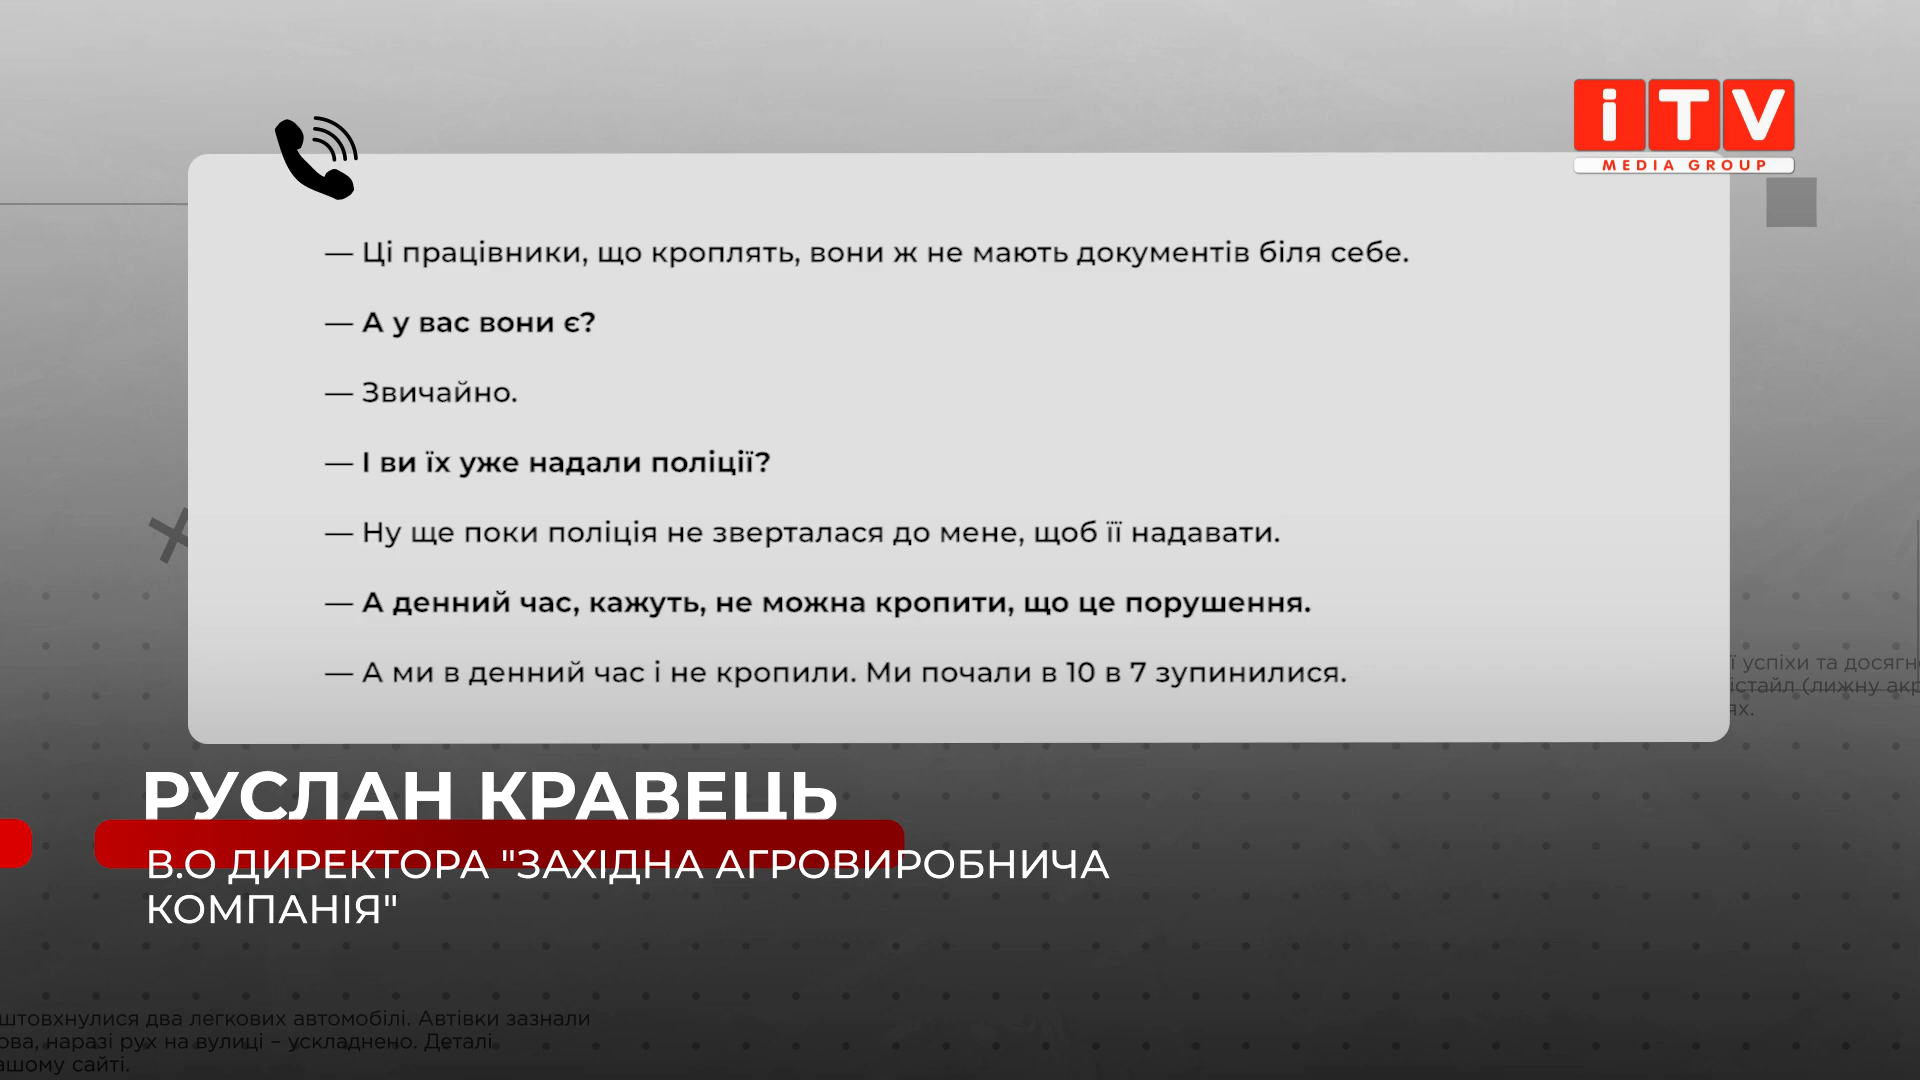 iTV
MEDIA GROUP
— Ці працівники, що кроплять, вони ж не мають документів біля себе.
— А у вас вони є?
— Звичайно.
— І ви їх уже надали поліції?
— Ну ще поки поліція не зверталася до мене, щоб її надавати.
— А денний час, кажуть, не можна кропити, що це порушення.
— А ми в денний час і не кропили. Ми почали в 10 в 7 зупинилися.
ї успіхи та досягн
істайл (лижну акр
ях.
РУСЛАН КРАВЕЦЬ
В.О ДИРЕКТОРА "ЗАХІДНА АГРОВИРОБНИЧА
КОМПАНІЯ"
штовхнулися два легкових автомобілі. Автівки зазнали
ова, наразі рух на вулиці – ускладнено. Деталі
ашому сайті.